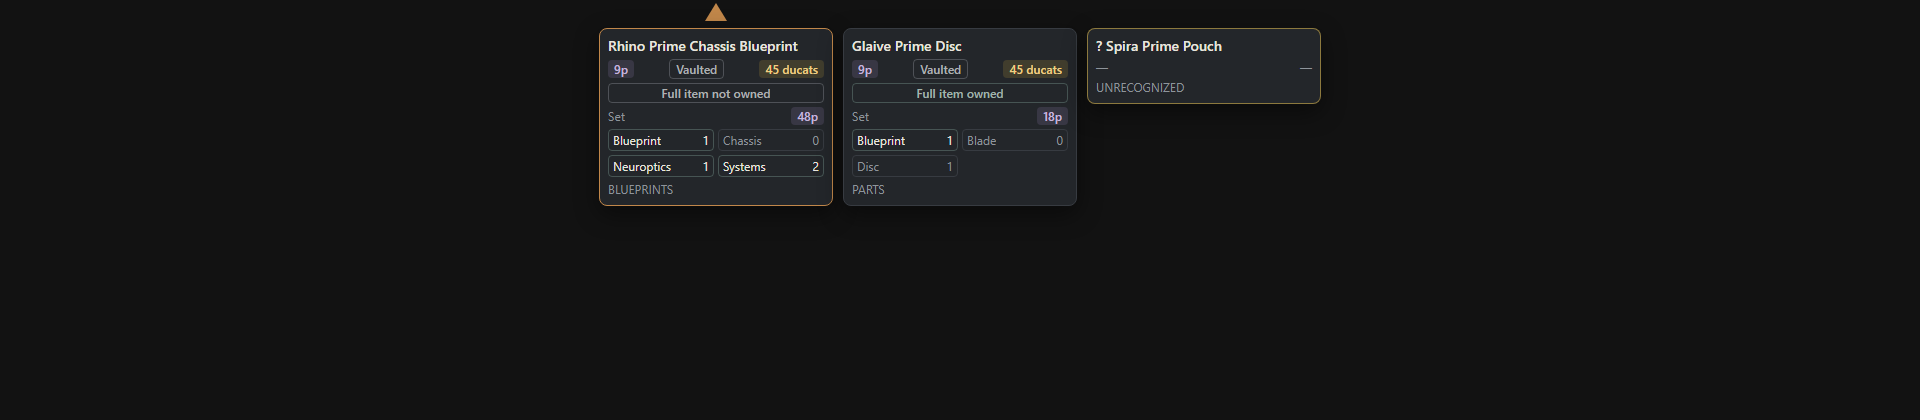 Rhino Prime Chassis Blueprint
9p Vaulted 45 ducats
Full item not owned
Set 48p
Blueprint 1 Chassis 0
Neuroptics 1 Systems 2
BLUEPRINTS
Glaive Prime Disc
9p Vaulted 45 ducats
Full item owned
Set 18p
Blueprint 1 Blade 0
Disc 1
PARTS
? Spira Prime Pouch
— —
UNRECOGNIZED